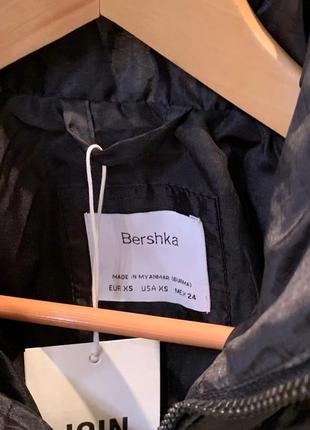 Bershka
MADE IN MYANMAR (BURMA)
EUR XS USA XS MEX 24
JOIN